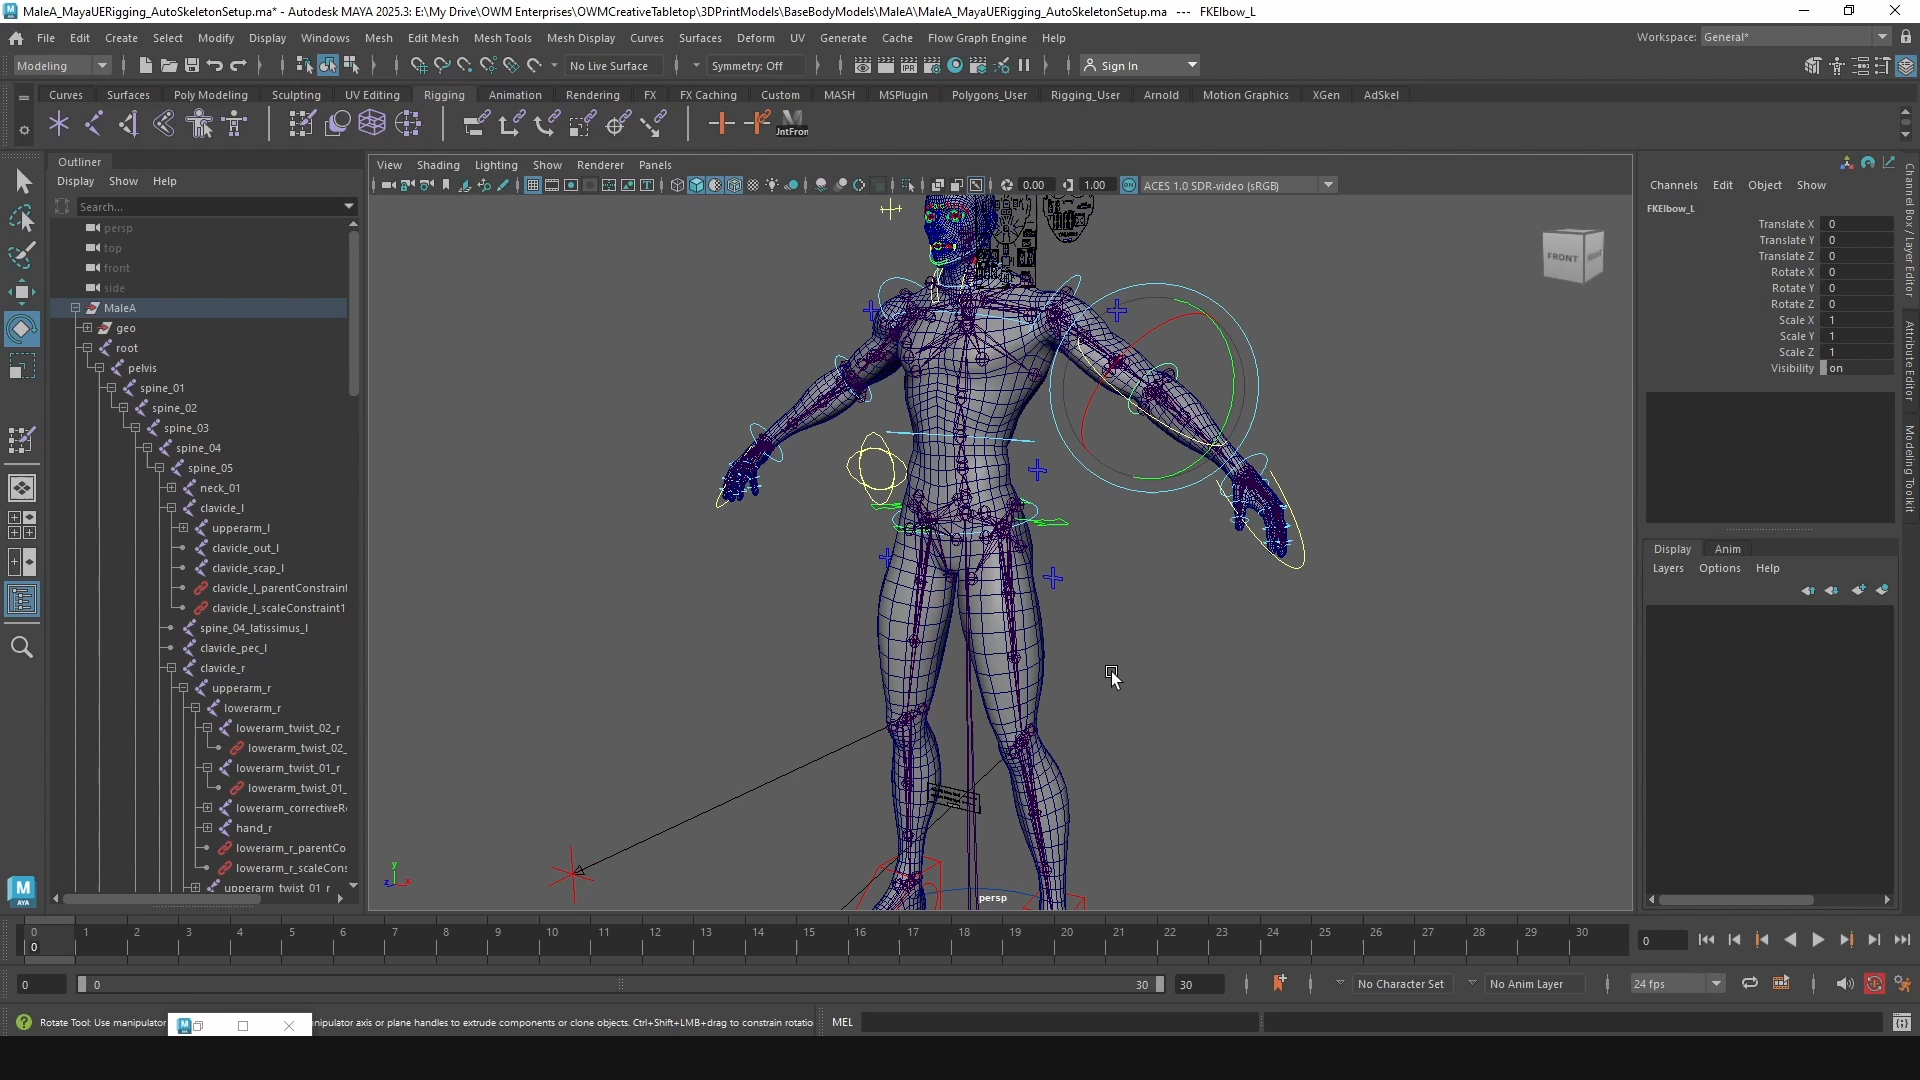 MaleA_MayaUERigging_AutoSkeletonSetup.ma* - Autodesk MAYA 2025.3: E:\My Drive\OWM Enterprises\OWMCreativeTabletop\3DPrintModels\BaseBodyModels\MaleA\MaleA_MayaUERigging_AutoSkeletonSetup.ma --- FKElbow_L
File Edit Create Select Modify Display Windows Mesh Edit Mesh Mesh Tools Mesh Display Curves Surfaces Deform UV Generate Cache Flow Graph Engine Help Workspace: General*
Modeling No Live Surface Symmetry: Off IPR Sign In
Curves Surfaces Poly Modeling Sculpting UV Editing Rigging Animation Rendering FX FX Caching Custom MASH MSPlugin Polygons_User Rigging_User Arnold Motion Graphics XGen AdSkel
JntFron
Outliner
Display Show Help
Search...
persp
top
front
side
MaleA
geo
root
pelvis
spine_01
spine_02
spine_03
spine_04
spine_05
neck_01
clavicle_l
upperarm_l
clavicle_out_l
clavicle_scap_l
clavicle_l_parentConstraint
clavicle_l_scaleConstraint1
spine_04_latissimus_l
clavicle_pec_l
clavicle_r
upperarm_r
lowerarm_r
lowerarm_twist_02_r
lowerarm_twist_02_
lowerarm_twist_01_r
lowerarm_twist_01_
lowerarm_correctiveR
hand_r
lowerarm_r_parentCo
lowerarm_r_scaleCons
upperarm_twist_01_r
View Shading Lighting Show Renderer Panels
0.00 1.00 ACES 1.0 SDR-video (sRGB)
FRONT RIGHT
y
z x
persp
Channels Edit Object Show
FKElbow_L
Translate X 0
Translate Y 0
Translate Z 0
Rotate X 0
Rotate Y 0
Rotate Z 0
Scale X 1
Scale Y 1
Scale Z 1
Visibility on
Display Anim
Layers Options Help
Channel Box / Layer Editor
Attribute Editor
Modeling Toolkit
AYA
0 1 2 3 4 5 6 7 8 9 10 11 12 13 14 15 16 17 18 19 20 21 22 23 24 25 26 27 28 29 30
0 0
0 0 30 30 No Character Set No Anim Layer 24 fps
Rotate Tool: Use manipulator nipulator axis or plane handles to extrude components or clone objects. Ctrl+Shift+LMB+drag to constrain rotatio MEL